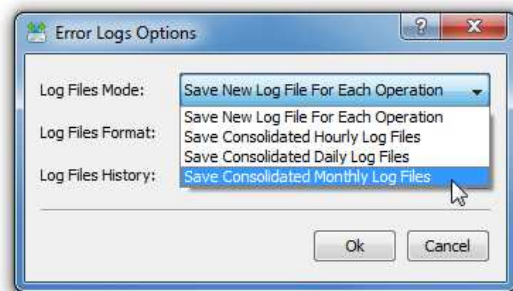 Error Logs Options
Log Files Mode: Save New Log File For Each Operation
Save New Log File For Each Operation
Log Files Format: Save Consolidated Hourly Log Files
Save Consolidated Daily Log Files
Log Files History: Save Consolidated Monthly Log Files
Ok Cancel